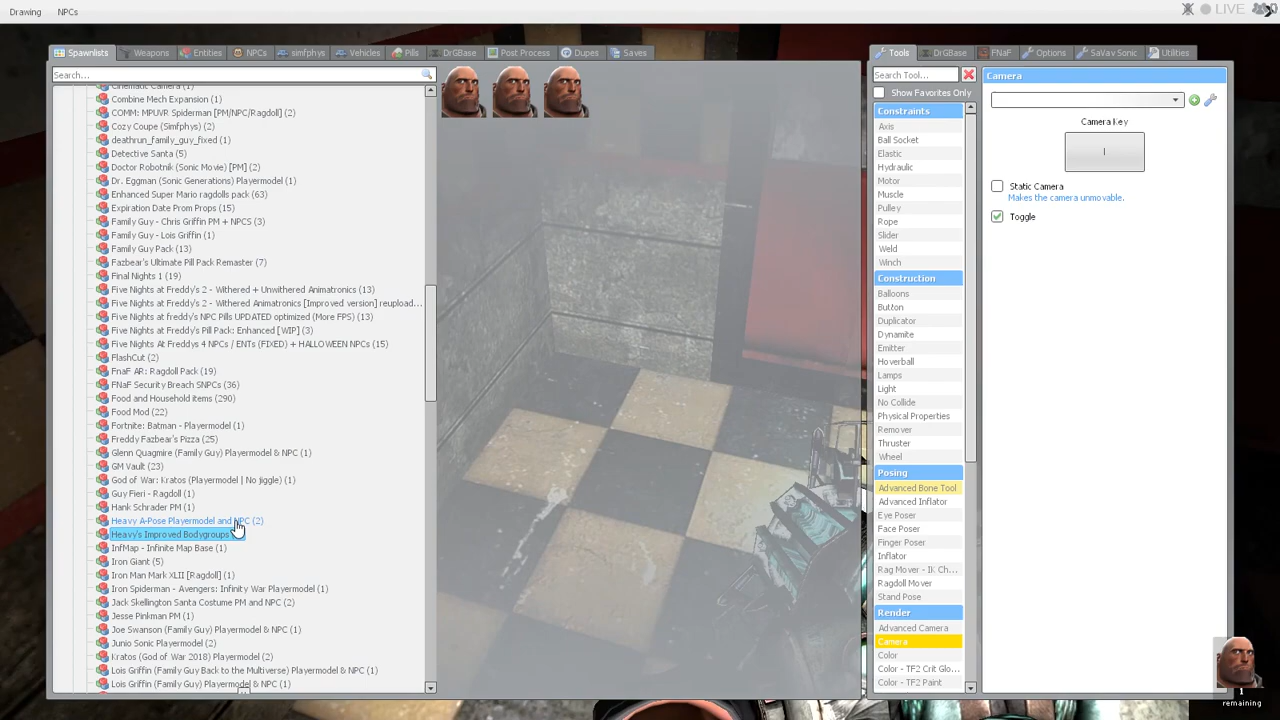 Drawing NPCs
LIVE 0
Spawnlists Weapons Entities NPCs simfphys Vehicles Pills DrGBase Post Process Dupes Saves
Search...
Cinematic Camera (1)
Combine Mech Expansion (1)
COMM: MPUVR Spiderman [PM/NPC/Ragdoll] (2)
Cozy Coupe (Simfphys) (2)
deathrun_family_guy_fixed (1)
Detective Santa (5)
Doctor Robotnik (Sonic Movie) [PM] (2)
Dr. Eggman (Sonic Generations) Playermodel (1)
Enhanced Super Mario ragdolls pack (63)
Expiration Date Prom Props (15)
Family Guy - Chris Griffin PM + NPCS (3)
Family Guy - Lois Griffin (1)
Family Guy Pack (13)
Fazbear's Ultimate Pill Pack Remaster (7)
Final Nights 1 (19)
Five Nights at Freddy's 2 - Withered + Unwithered Animatronics (13)
Five Nights at Freddy's 2 - Withered Animatronics [Improved version] reupload...
Five Nights at freddy's NPC Pills UPDATED optimized (More FPS) (13)
Five Nights at Freddy's Pill Pack: Enhanced [WIP] (3)
Five Nights At Freddys 4 NPCs / ENTs (FIXED) + HALLOWEEN NPCs (15)
FlashCut (2)
FnaF AR: Ragdoll Pack (19)
FNaF Security Breach SNPCs (36)
Food and Household items (290)
Food Mod (22)
Fortnite: Batman - Playermodel (1)
Freddy Fazbear's Pizza (25)
Glenn Quagmire (Family Guy) Playermodel & NPC (1)
GM Vault (23)
God of War: Kratos (Playermodel | No jiggle) (1)
Guy Fieri - Ragdoll (1)
Hank Schrader PM (1)
Heavy A-Pose Playermodel and NPC (2)
Heavy's Improved Bodygroups
InfMap - Infinite Map Base (1)
Iron Giant (5)
Iron Man Mark XLII [Ragdoll] (1)
Iron Spiderman - Avengers: Infinity War Playermodel (1)
Jack Skellington Santa Costume PM and NPC (2)
Jesse Pinkman PM (1)
Joe Swanson (Family Guy) Playermodel & NPC (1)
Junio Sonic Playermodel (2)
Kratos (God of War 2018) Playermodel (2)
Lois Griffin (Family Guy Back to the Multiverse) Playermodel & NPC (1)
Lois Griffin (Family Guy) Playermodel & NPC (1)
Tools DrGBase FNaF Options SaVav Sonic Utilities
Search Tool...
Show Favorites Only
Constraints
Axis
Ball Socket
Elastic
Hydraulic
Motor
Muscle
Pulley
Rope
Slider
Weld
Winch
Construction
Balloons
Button
Duplicator
Dynamite
Emitter
Hoverball
Lamps
Light
No Collide
Physical Properties
Remover
Thruster
Wheel
Posing
Advanced Bone Tool
Advanced Inflator
Eye Poser
Face Poser
Finger Poser
Inflator
Rag Mover - IK Ch...
Ragdoll Mover
Stand Pose
Render
Advanced Camera
Camera
Color
Color - TF2 Crit Glo...
Color - TF2 Paint
Camera
Camera Key
Static Camera
Makes the camera unmovable.
Toggle
1
remaining